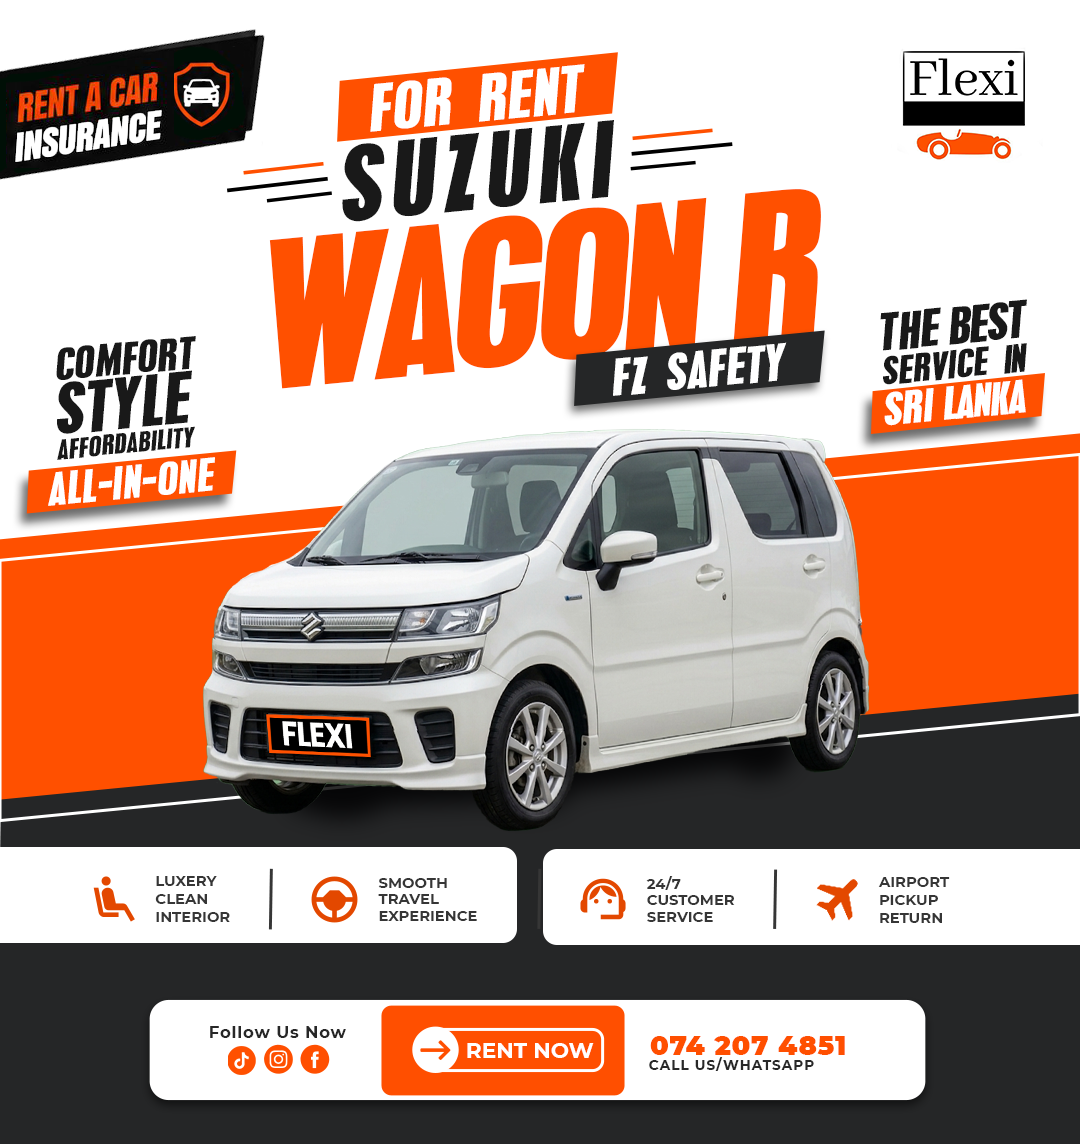 RENT A CAR
INSURANCE
FOR RENT
SUZUKI
WAGON R
FZ SAFETY
Flexi
COMFORT
STYLE
AFFORDABILITY
ALL-IN-ONE
THE BEST
SERVICE IN
SRI LANKA
FLEXI
LUXERY
CLEAN
INTERIOR
SMOOTH
TRAVEL
EXPERIENCE
24/7
CUSTOMER
SERVICE
AIRPORT
PICKUP
RETURN
Follow Us Now
RENT NOW
074 207 4851
CALL US/WHATSAPP